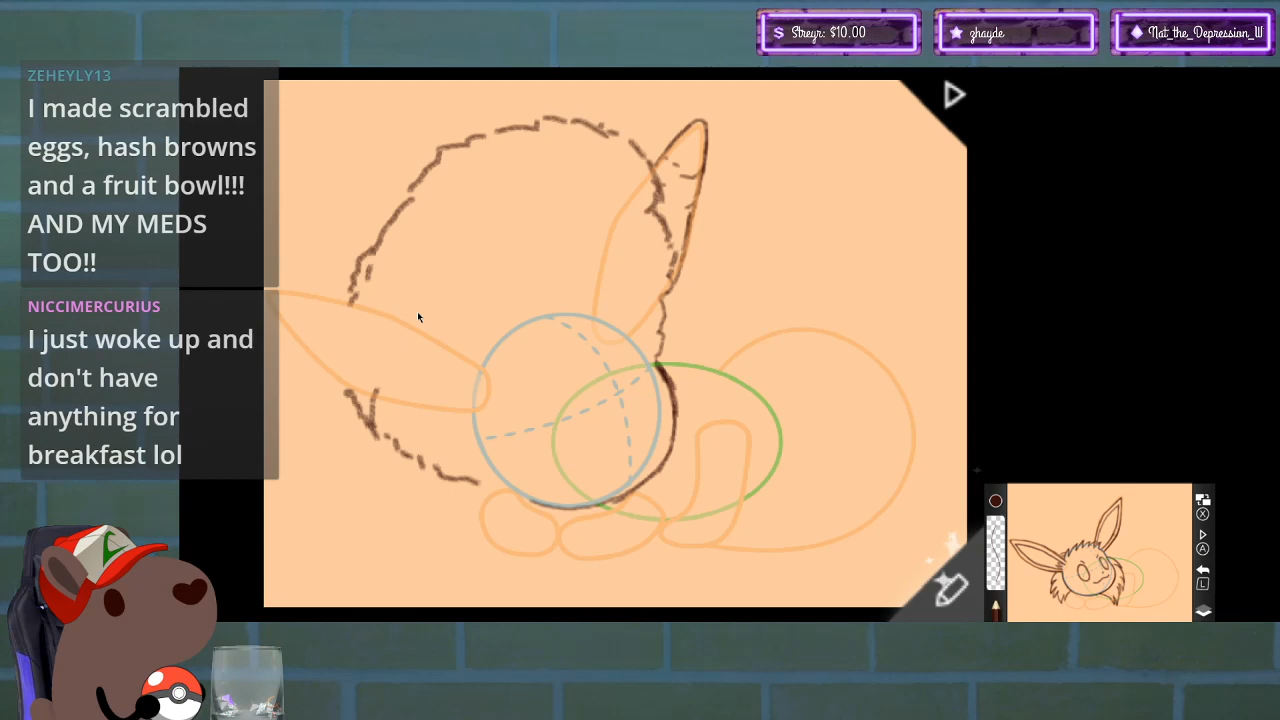 Streyr: $10.00
zhayde
Nat_the_Depression_W
ZEHEYLY13
I made scrambled
eggs, hash browns
and a fruit bowl!!!
AND MY MEDS
TOO!!
NICCIMERCURIUS
I just woke up and
don't have
anything for
breakfast lol
X
A
L